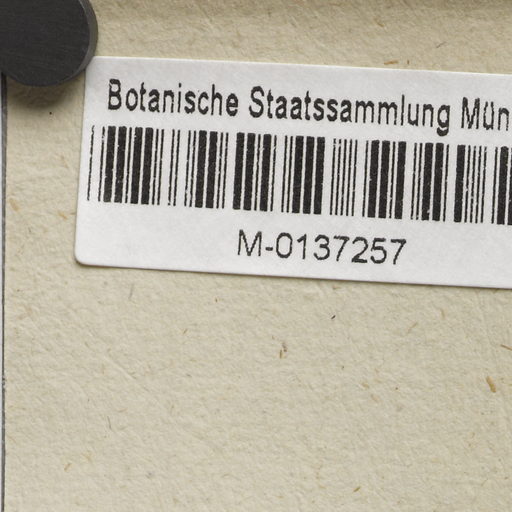 Botanische Staatssammlung Mün
M-0137257